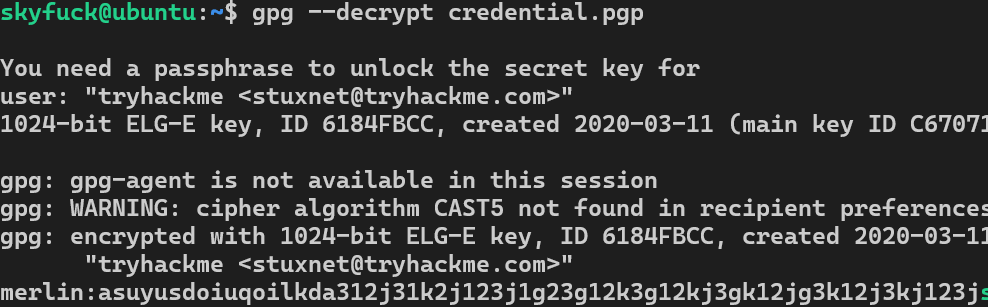 skyfuck@ubuntu:~$ gpg --decrypt credential.pgp
You need a passphrase to unlock the secret key for
user: "tryhackme <stuxnet@tryhackme.com>"
1024-bit ELG-E key, ID 6184FBCC, created 2020-03-11 (main key ID C67071
gpg: gpg-agent is not available in this session
gpg: WARNING: cipher algorithm CAST5 not found in recipient preferences
gpg: encrypted with 1024-bit ELG-E key, ID 6184FBCC, created 2020-03-11
"tryhackme <stuxnet@tryhackme.com>"
merlin:asuyusdoiuqoilkda312j31k2j123j1g23g12k3g12kj3gk12jg3k12j3kj123js